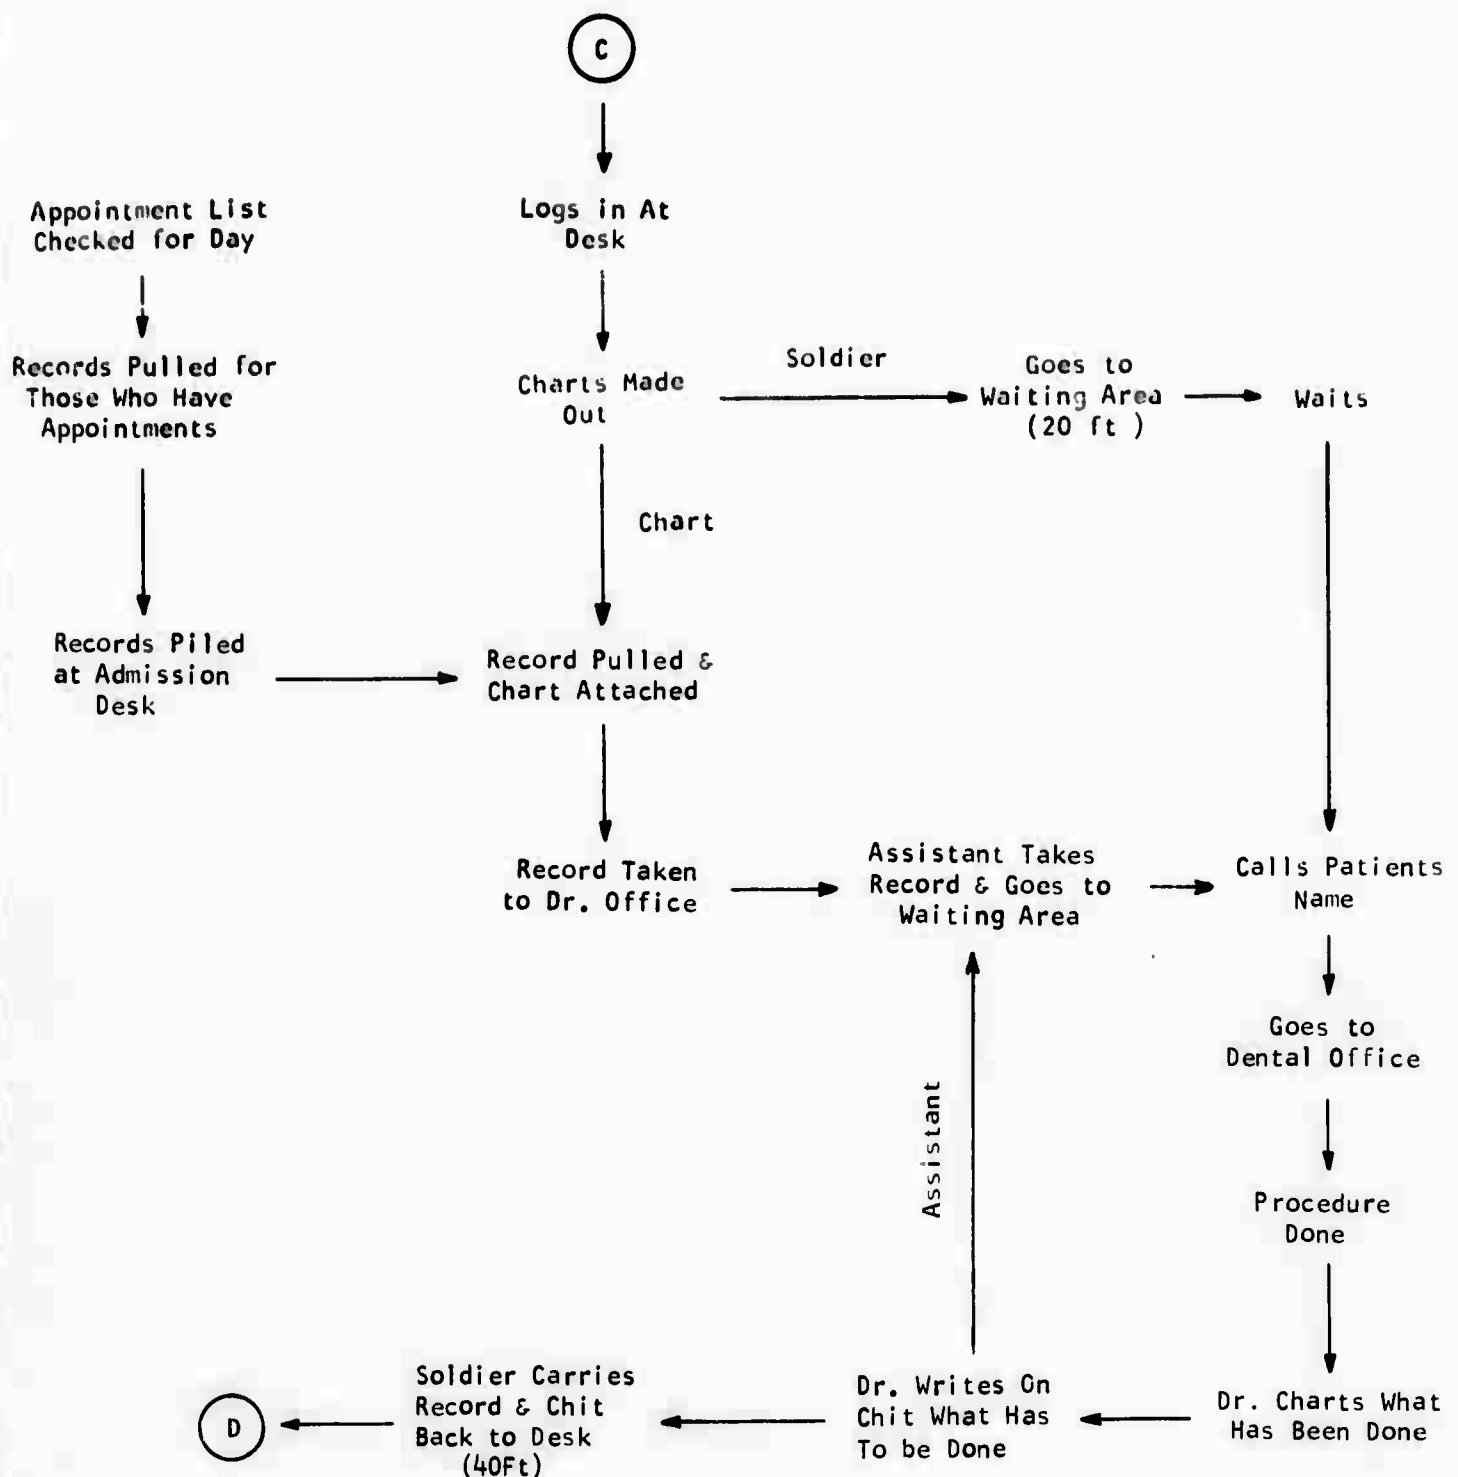 C
Appointment List
Checked for Day
Logs in At
Desk
Records Pulled for
Those Who Have
Appointments
Charts Made
Out
Soldier
Goes to
Waiting Area
(20 ft )
Waits
Chart
Records Piled
at Admission
Desk
Record Pulled &
Chart Attached
Record Taken
to Dr. Office
Assistant Takes
Record & Goes to
Waiting Area
Calls Patients
Name
Goes to
Dental Office
Assistant
Procedure
Done
D
Soldier Carries
Record & Chit
Back to Desk
(40Ft)
Dr. Writes On
Chit What Has
To be Done
Dr. Charts What
Has Been Done